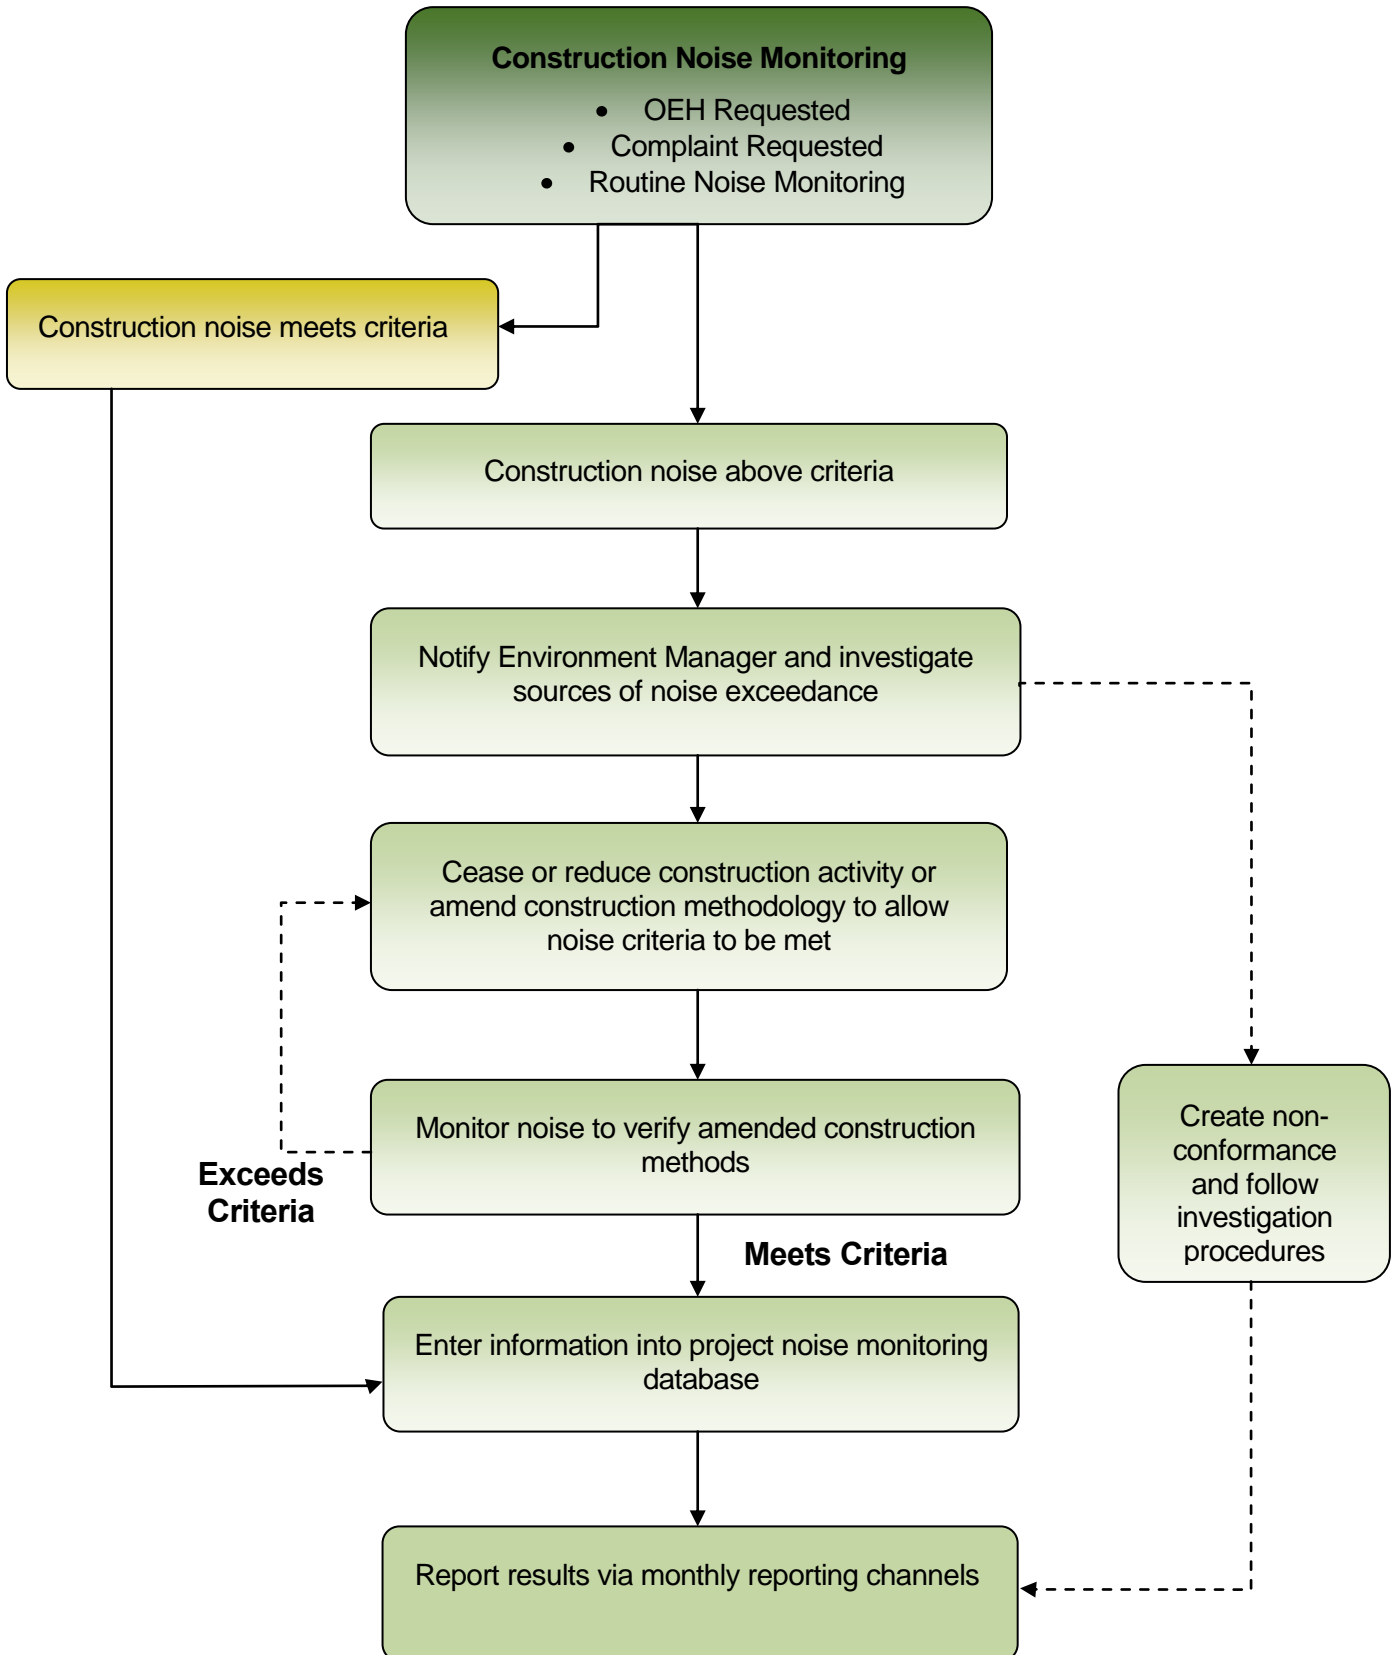 Construction Noise Monitoring
• OEH Requested
• Complaint Requested
• Routine Noise Monitoring
Construction noise meets criteria
Construction noise above criteria
Notify Environment Manager and investigate
sources of noise exceedance
Cease or reduce construction activity or
amend construction methodology to allow
noise criteria to be met
Monitor noise to verify amended construction
methods
Exceeds
Criteria
Create non-
conformance
and follow
investigation
procedures
Meets Criteria
Enter information into project noise monitoring
database
Report results via monthly reporting channels